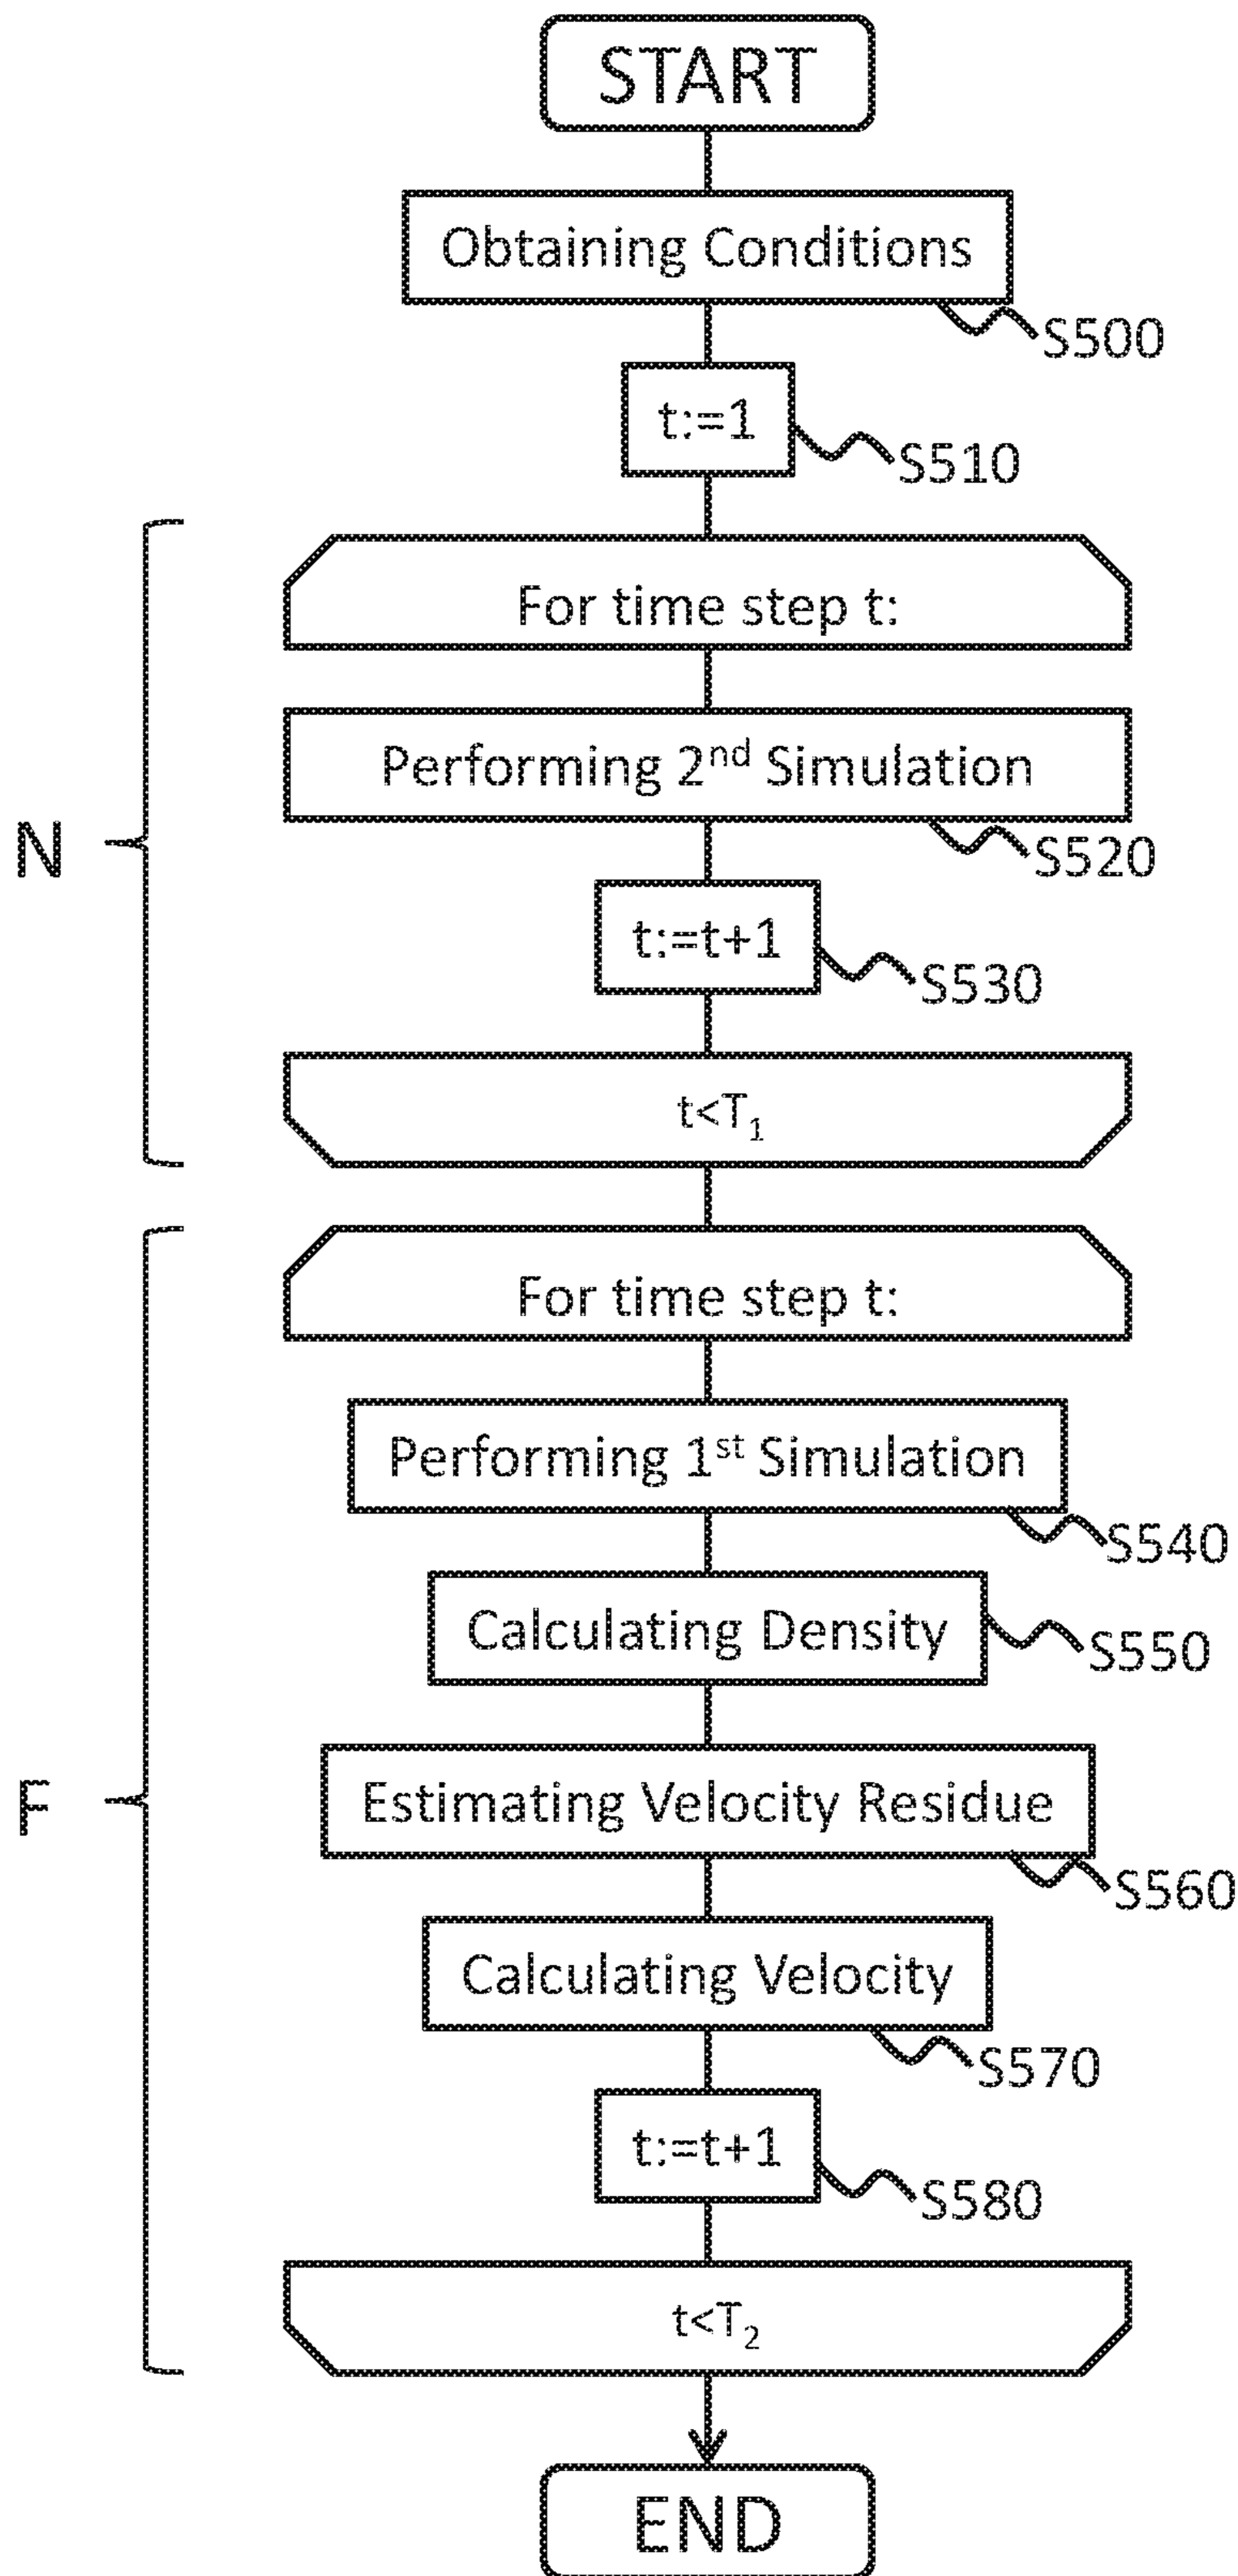 START
Obtaining Conditions
S500
t:=1
S510
For time step t:
Performing 2nd Simulation
N
S520
t:=t+1
S530
t<T1
For time step t:
Performing 1st Simulation
S540
Calculating Density
S550
F
Estimating Velocity Residue
S560
Calculating Velocity
S570
t:=t+1
S580
t<T2
END